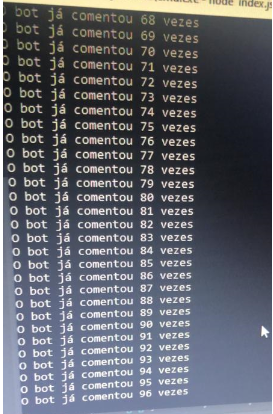 node index.js
bot já comentou 68 vezes
bot já comentou 69 vezes
O bot já comentou 70 vezes
O bot já comentou 71 vezes
O bot já comentou 72 vezes
O bot já comentou 73 vezes
O bot já comentou 74 vezes
O bot já comentou 75 vezes
O bot já comentou 76 vezes
O bot já comentou 77 vezes
O bot já comentou 78 vezes
O bot já comentou 79 vezes
O bot já comentou 80 vezes
O bot já comentou 81 vezes
O bot já comentou 82 vezes
O bot já comentou 83 vezes
O bot já comentou 84 vezes
O bot já comentou 85 vezes
O bot já comentou 86 vezes
O bot já comentou 87 vezes
O bot já comentou 88 vezes
O bot já comentou 89 vezes
O bot já comentou 90 vezes
O bot já comentou 91 vezes
O bot já comentou 92 vezes
O bot já comentou 93 vezes
O bot já comentou 94 vezes
O bot já comentou 95 vezes
O bot já comentou 96 vezes